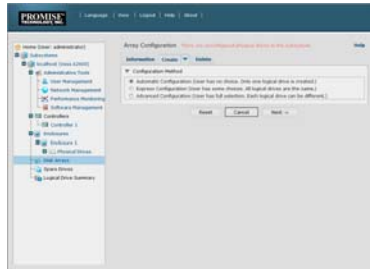 PROMISE
TECHNOLOGY, INC.
| Language | View | Logout | Help | About |
Home (User: administrator)
Subsystems
Administrative Tools
User Management
Network Management
Performance Monitoring
Software Management
Controllers
Controller 1
Enclosures
Enclosure 1
Physical Drives
Disk Arrays
Spare Drives
Logical Drive Summary
Array Configuration
Help
Information Create Delete
Configuration Method
Automatic Configuration (User has no choice. Only one logical drive is created.)
Express Configuration (User has some choices. All logical drives are the same.)
Advanced Configuration (User has full selection. Each logical drive can be different.)
Reset Cancel Next